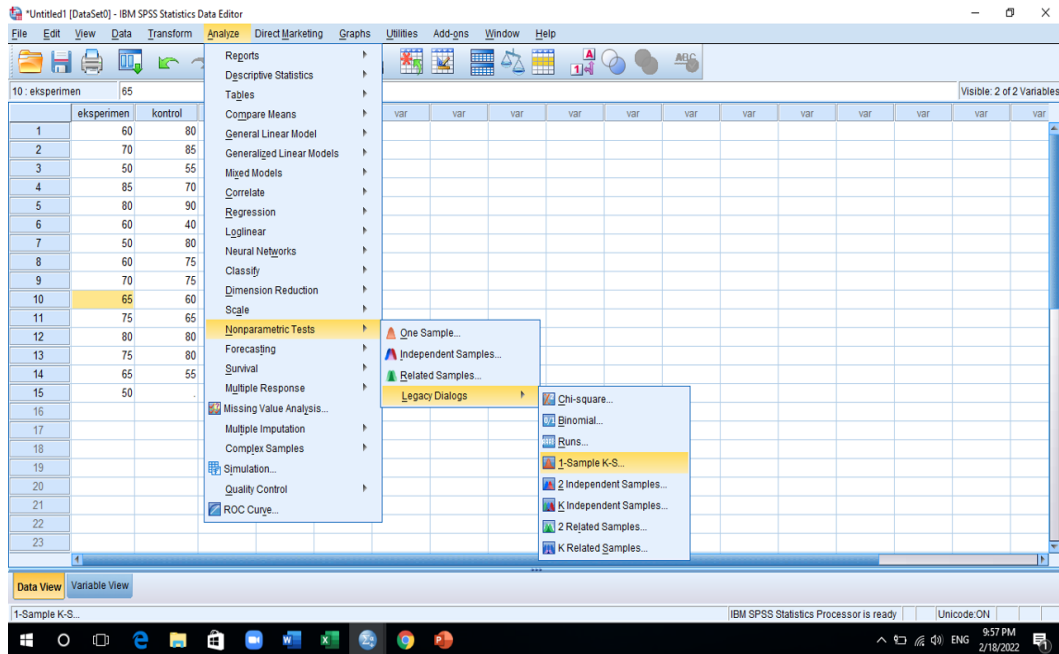 *Untitled1 [DataSet0] - IBM SPSS Statistics Data Editor
File Edit View Data Transform Analyze Direct Marketing Graphs Utilities Add-ons Window Help
10 : eksperimen 65 Visible: 2 of 2 Variables
eksperimen kontrol var var var var var var var var var var var var
1 60 80
2 70 85
3 50 55
4 85 70
5 80 90
6 60 40
7 50 80
8 60 75
9 70 75
10 65 60
11 75 65
12 80 80
13 75 80
14 65 55
15 50 .
16
17
18
19
20
21
22
23
Reports
Descriptive Statistics
Tables
Compare Means
General Linear Model
Generalized Linear Models
Mixed Models
Correlate
Regression
Loglinear
Neural Networks
Classify
Dimension Reduction
Scale
Nonparametric Tests
Forecasting
Survival
Multiple Response
Missing Value Analysis...
Multiple Imputation
Complex Samples
Simulation...
Quality Control
ROC Curve...
One Sample...
Independent Samples...
Related Samples...
Legacy Dialogs
Chi-square...
Binomial...
Runs...
1-Sample K-S...
2 Independent Samples...
K Independent Samples...
2 Related Samples...
K Related Samples...
Data View Variable View
1-Sample K-S... IBM SPSS Statistics Processor is ready Unicode:ON
ENG 9:57 PM
2/18/2022